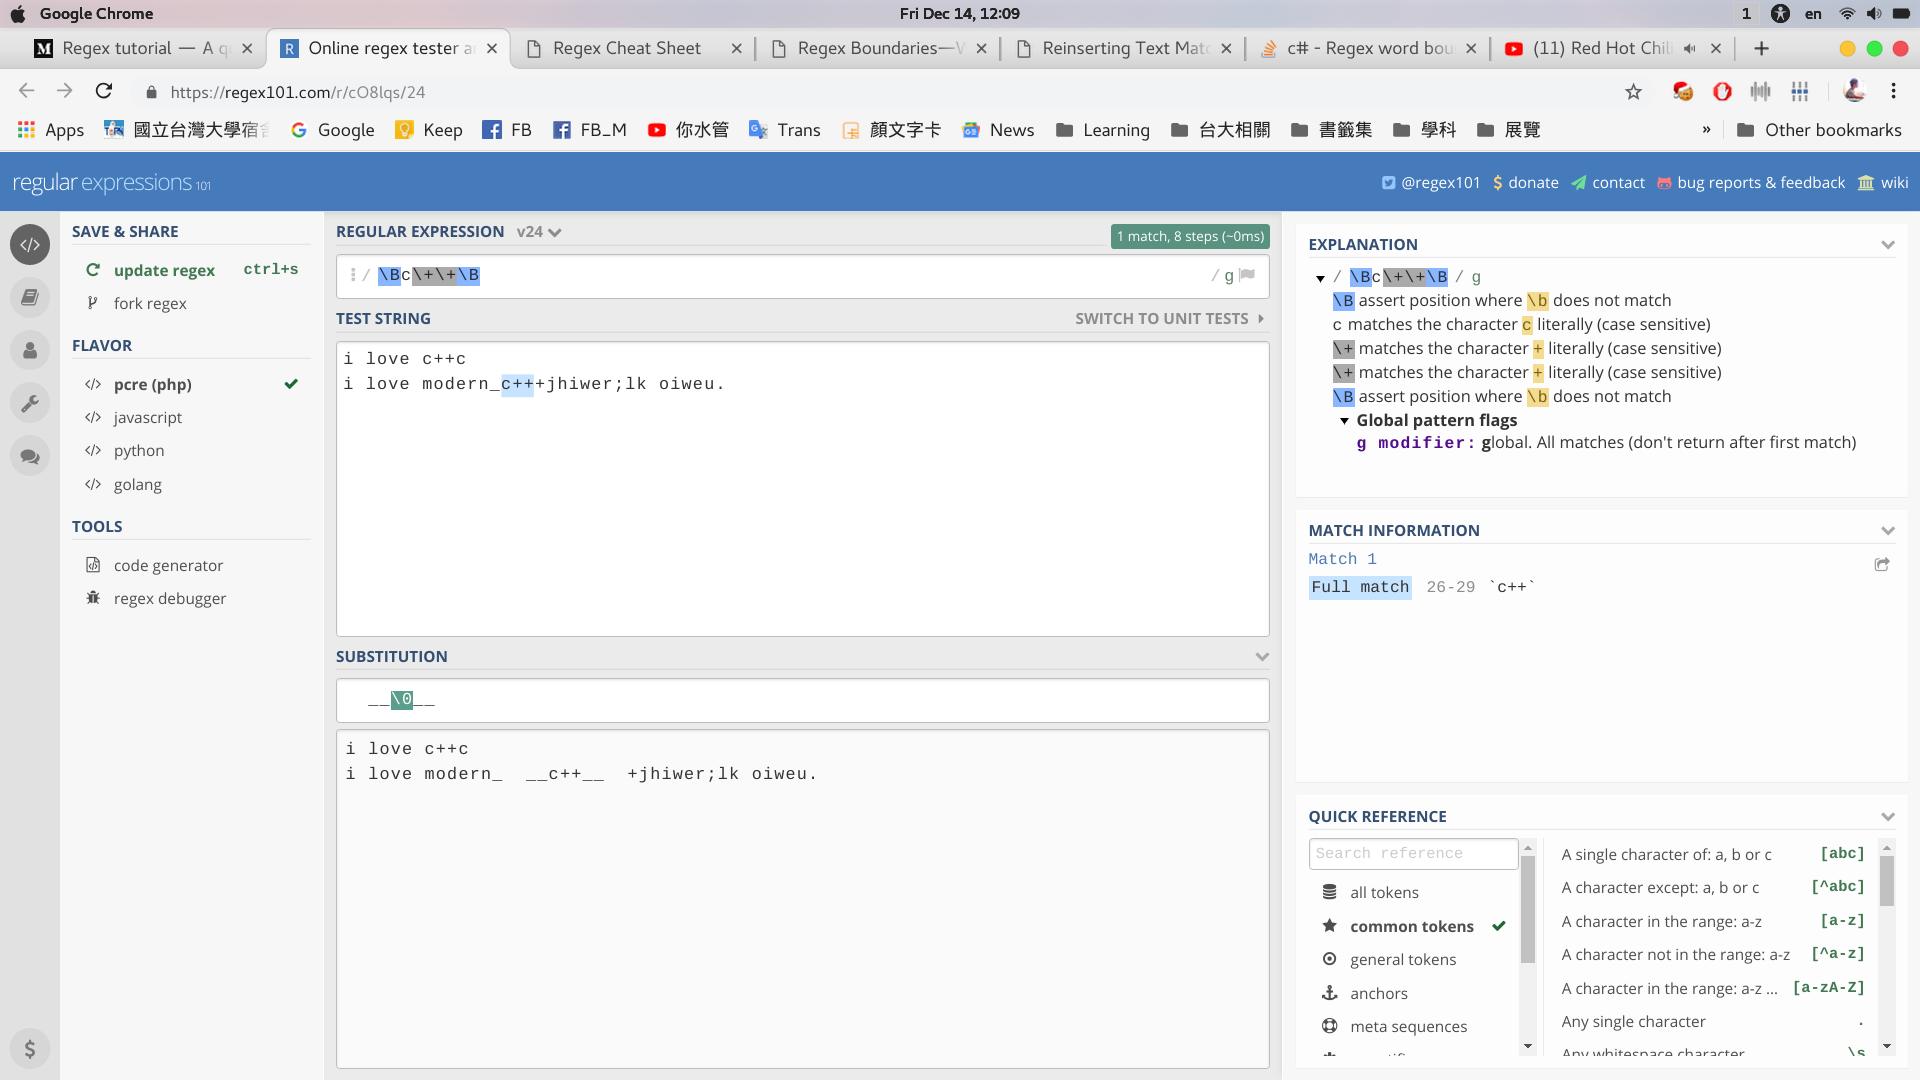 Google Chrome
Fri Dec 14, 12:09
1
en
Regex tutorial — A q
Online regex tester a
Regex Cheat Sheet
Regex Boundaries—
Reinserting Text Mat
c# - Regex word bou
(11) Red Hot Chili
https://regex101.com/r/cO8lqs/24
Apps
國立台灣大學宿
Google
Keep
FB
FB_M
你水管
Trans
顏文字卡
News
Learning
台大相關
書籤集
學科
展覽
»
Other bookmarks
regular expressions 101
@regex101
donate
contact
bug reports & feedback
wiki
SAVE & SHARE
update regex ctrl+s
fork regex
FLAVOR
pcre (php)
javascript
python
golang
TOOLS
code generator
regex debugger
REGULAR EXPRESSION v24
1 match, 8 steps (~0ms)
/ \Bc\+\+\B / g
TEST STRING
SWITCH TO UNIT TESTS
i love c++c
i love modern_c+++jhiwer;lk oiweu.
SUBSTITUTION
__\0__
i love c++c
i love modern_  __c++__  +jhiwer;lk oiweu.
EXPLANATION
/ \Bc\+\+\B / g
\B assert position where \b does not match
c matches the character c literally (case sensitive)
\+ matches the character + literally (case sensitive)
\+ matches the character + literally (case sensitive)
\B assert position where \b does not match
Global pattern flags
g modifier: global. All matches (don't return after first match)
MATCH INFORMATION
Match 1
Full match 26-29 `c++`
QUICK REFERENCE
Search reference
all tokens
common tokens
general tokens
anchors
meta sequences
A single character of: a, b or c [abc]
A character except: a, b or c [^abc]
A character in the range: a-z [a-z]
A character not in the range: a-z [^a-z]
A character in the range: a-z ... [a-zA-Z]
Any single character .
Any whitespace character \s